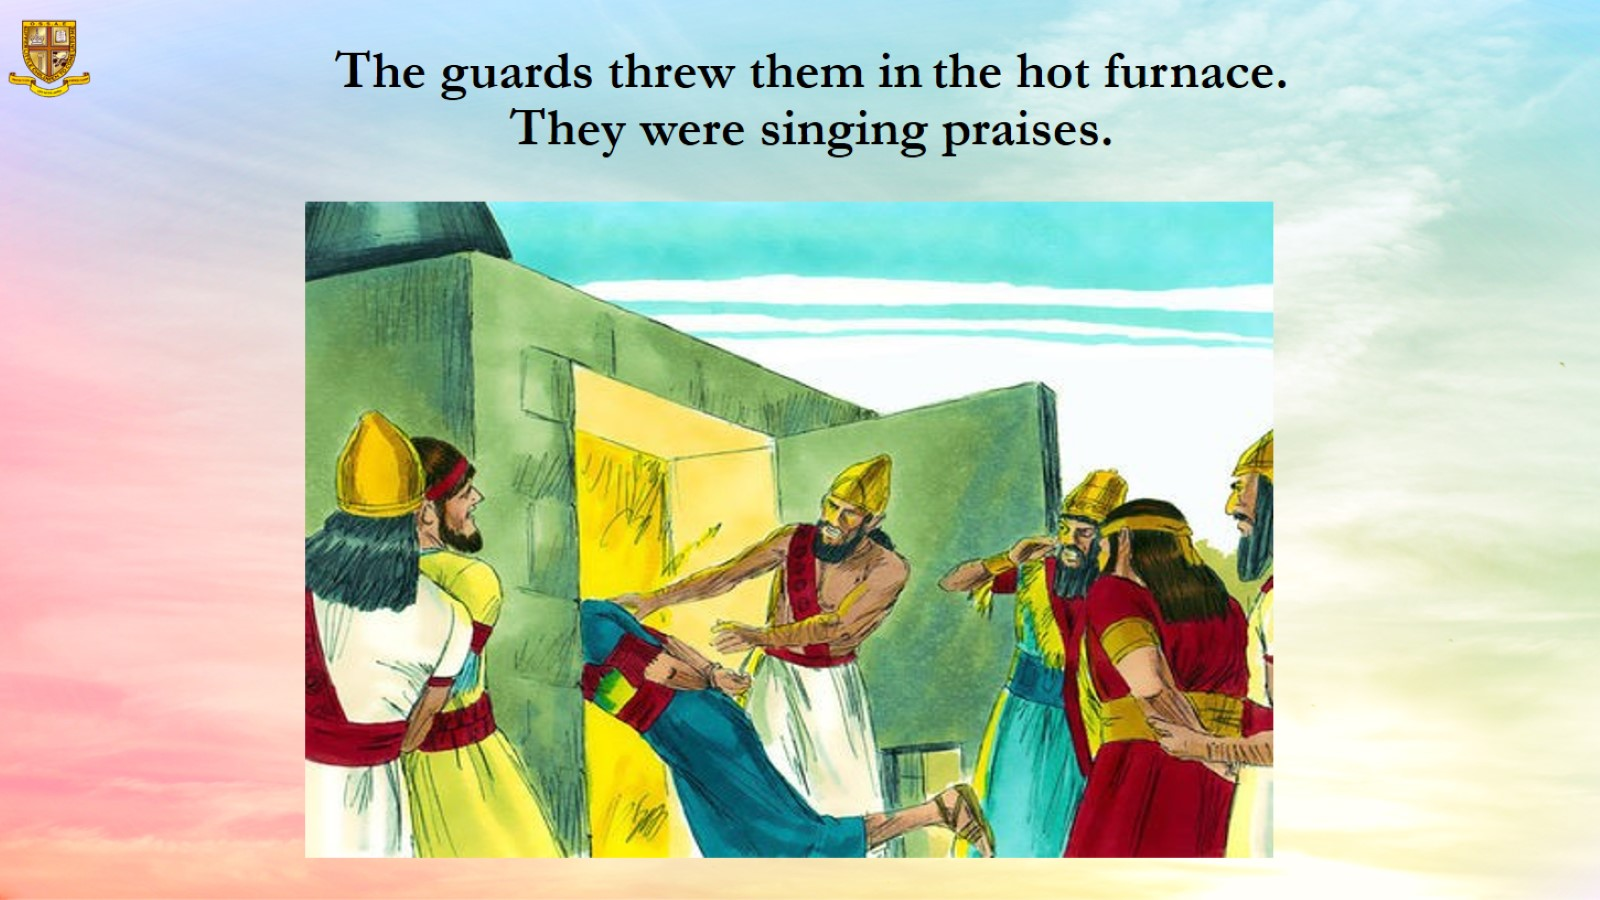 The guards threw them in the hot furnace.
They were singing praises.